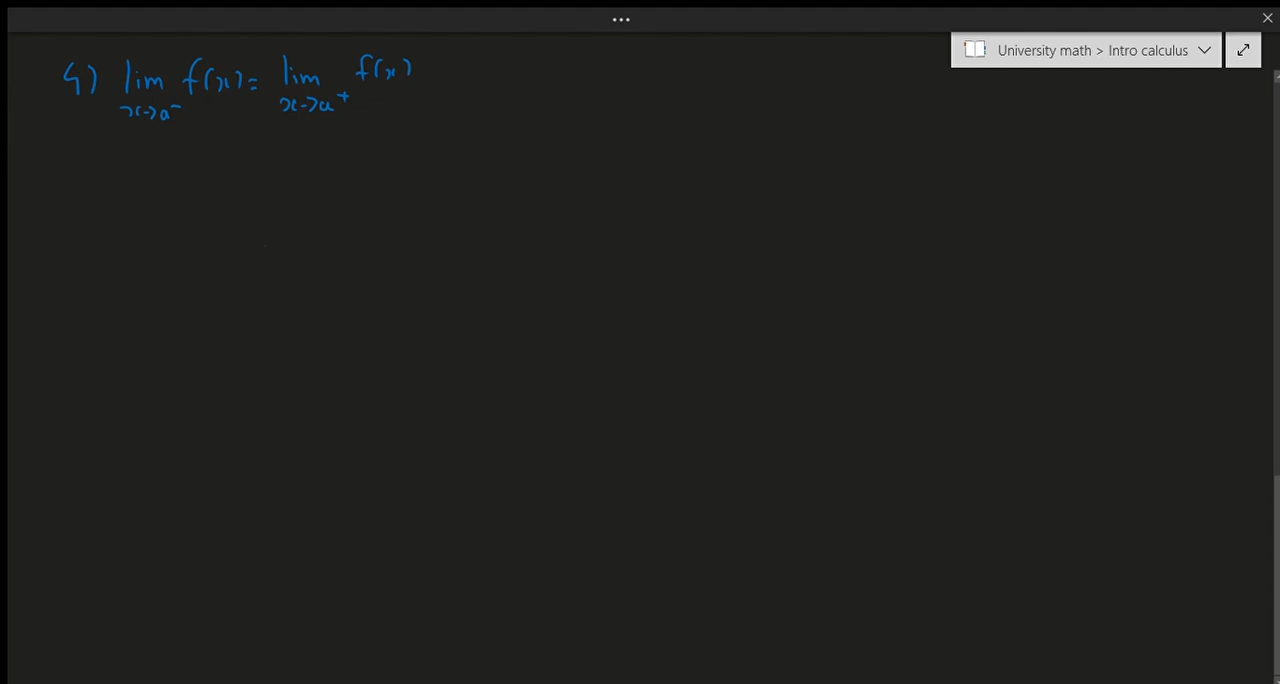 University math > Intro calculus
4) lim f(x) = lim f(x)
x->a⁻ x->a⁺